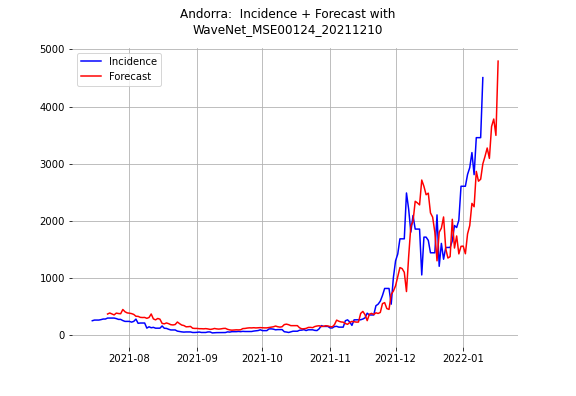 Andorra:  Incidence + Forecast with
WaveNet_MSE00124_20211210
Incidence
Forecast
5000
4000
3000
2000
1000
0
2021-08 2021-09 2021-10 2021-11 2021-12 2022-01